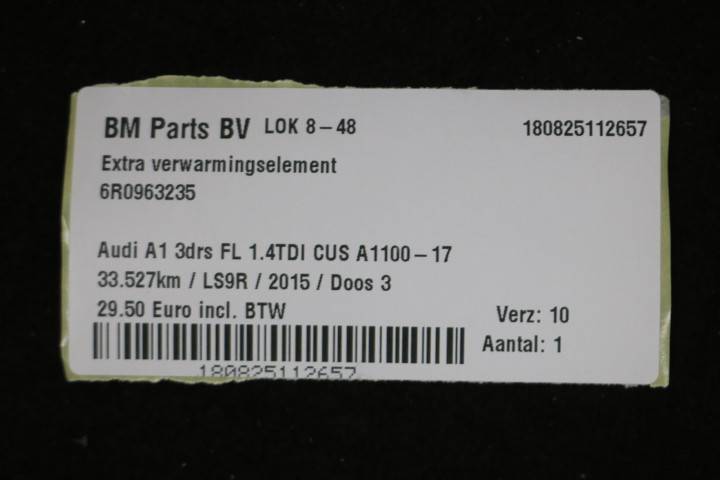 BM Parts BV LOK 8-48 180825112657
Extra verwarmingselement
6R0963235
Audi A1 3drs FL 1.4TDI CUS A1100-17
33.527km / LS9R / 2015 / Doos 3
29.50 Euro incl. BTW
Verz: 10
Aantal: 1
180825112657